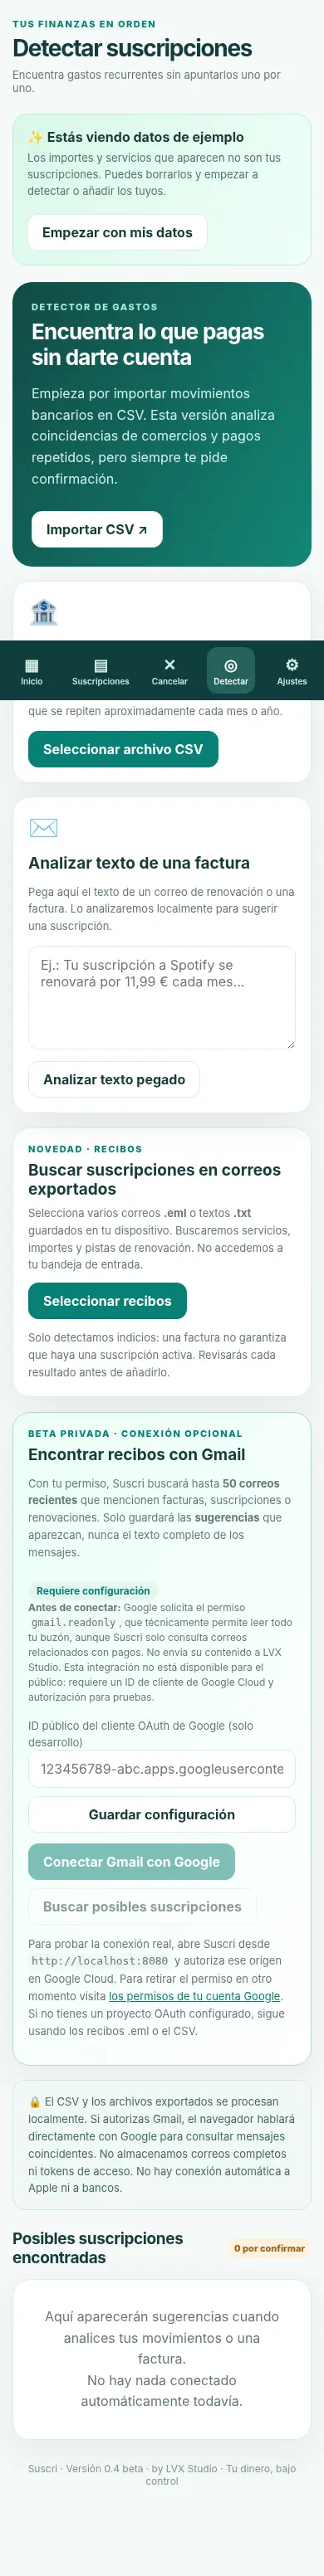 TUS FINANZAS EN ORDEN
Detectar suscripciones
Encuentra gastos recurrentes sin apuntarlos uno por
uno.
✨ Estás viendo datos de ejemplo
Los importes y servicios que aparecen no son tus
suscripciones. Puedes borrarlos y empezar a
detectar o añadir los tuyos.
Empezar con mis datos
DETECTOR DE GASTOS
Encuentra lo que pagas
sin darte cuenta
Empieza por importar movimientos
bancarios en CSV. Esta versión analiza
coincidencias de comercios y pagos
repetidos, pero siempre te pide
confirmación.
Importar CSV ↗
Inicio
Suscripciones
Cancelar
Detectar
Ajustes
que se repiten aproximadamente cada mes o año.
Seleccionar archivo CSV
Analizar texto de una factura
Pega aquí el texto de un correo de renovación o una
factura. Lo analizaremos localmente para sugerir
una suscripción.
Ej.: Tu suscripción a Spotify se
renovará por 11,99 € cada mes...
Analizar texto pegado
NOVEDAD · RECIBOS
Buscar suscripciones en correos
exportados
Selecciona varios correos .eml o textos .txt
guardados en tu dispositivo. Buscaremos servicios,
importes y pistas de renovación. No accedemos a
tu bandeja de entrada.
Seleccionar recibos
Solo detectamos indicios: una factura no garantiza
que haya una suscripción activa. Revisarás cada
resultado antes de añadirlo.
BETA PRIVADA · CONEXIÓN OPCIONAL
Encontrar recibos con Gmail
Con tu permiso, Suscri buscará hasta 50 correos
recientes que mencionen facturas, suscripciones o
renovaciones. Solo guardará las sugerencias que
aparezcan, nunca el texto completo de los
mensajes.
Requiere configuración
Antes de conectar: Google solicita el permiso
gmail.readonly , que técnicamente permite leer todo
tu buzón, aunque Suscri solo consulta correos
relacionados con pagos. No envía su contenido a LVX
Studio. Esta integración no está disponible para el
público: requiere un ID de cliente de Google Cloud y
autorización para pruebas.
ID público del cliente OAuth de Google (solo
desarrollo)
123456789-abc.apps.googleuserconte
Guardar configuración
Conectar Gmail con Google
Buscar posibles suscripciones
Para probar la conexión real, abre Suscri desde
http://localhost:8080 y autoriza ese origen
en Google Cloud. Para retirar el permiso en otro
momento visita los permisos de tu cuenta Google.
Si no tienes un proyecto OAuth configurado, sigue
usando los recibos .eml o el CSV.
🔒 El CSV y los archivos exportados se procesan
localmente. Si autorizas Gmail, el navegador hablará
directamente con Google para consultar mensajes
coincidentes. No almacenamos correos completos
ni tokens de acceso. No hay conexión automática a
Apple ni a bancos.
Posibles suscripciones
encontradas
0 por confirmar
Aquí aparecerán sugerencias cuando
analices tus movimientos o una
factura.
No hay nada conectado
automáticamente todavía.
Suscri · Versión 0.4 beta · by LVX Studio · Tu dinero, bajo
control